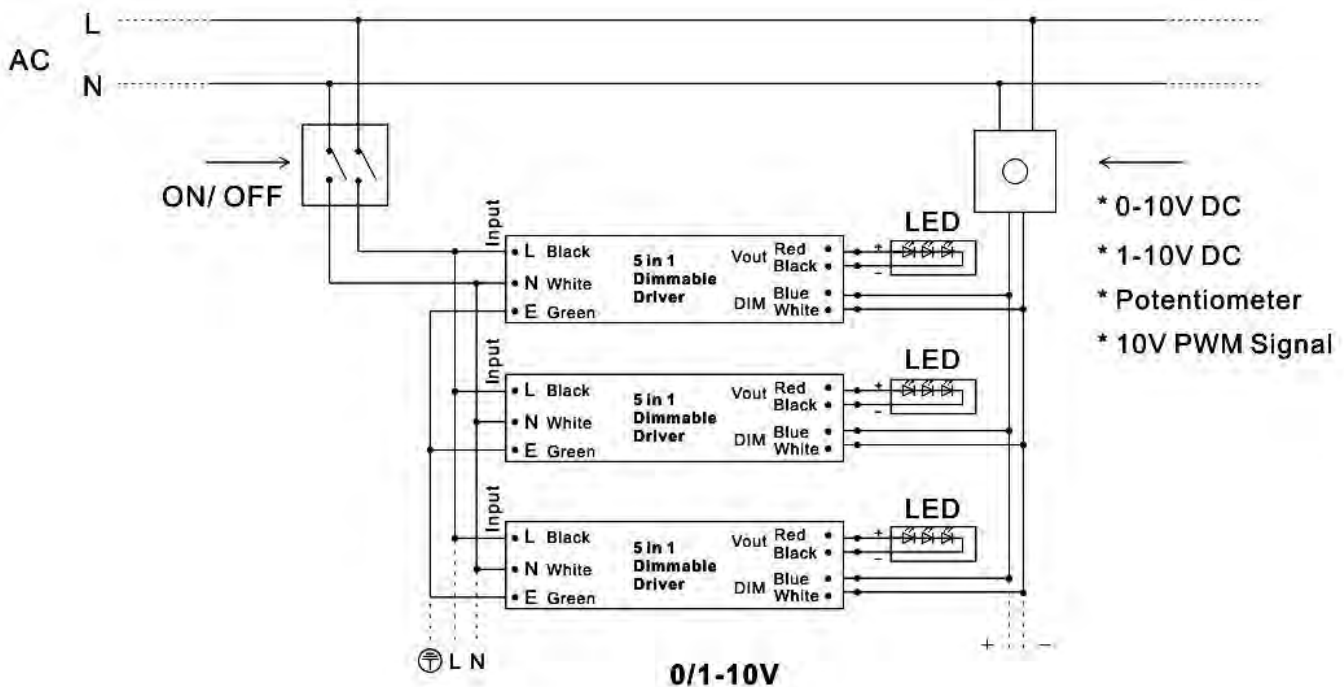 L
AC
N
ON/ OFF
* 0-10V DC
* 1-10V DC
* Potentiometer
* 10V PWM Signal
Input
L Black
N White
E Green
5 in 1
Dimmable
Driver
Vout Red
Black
DIM Blue
White
LED
+
-
Input
L Black
N White
E Green
5 in 1
Dimmable
Driver
Vout Red
Black
DIM Blue
White
LED
+
-
Input
L Black
N White
E Green
5 in 1
Dimmable
Driver
Vout Red
Black
DIM Blue
White
LED
+
-
L N
+ -
0/1-10V